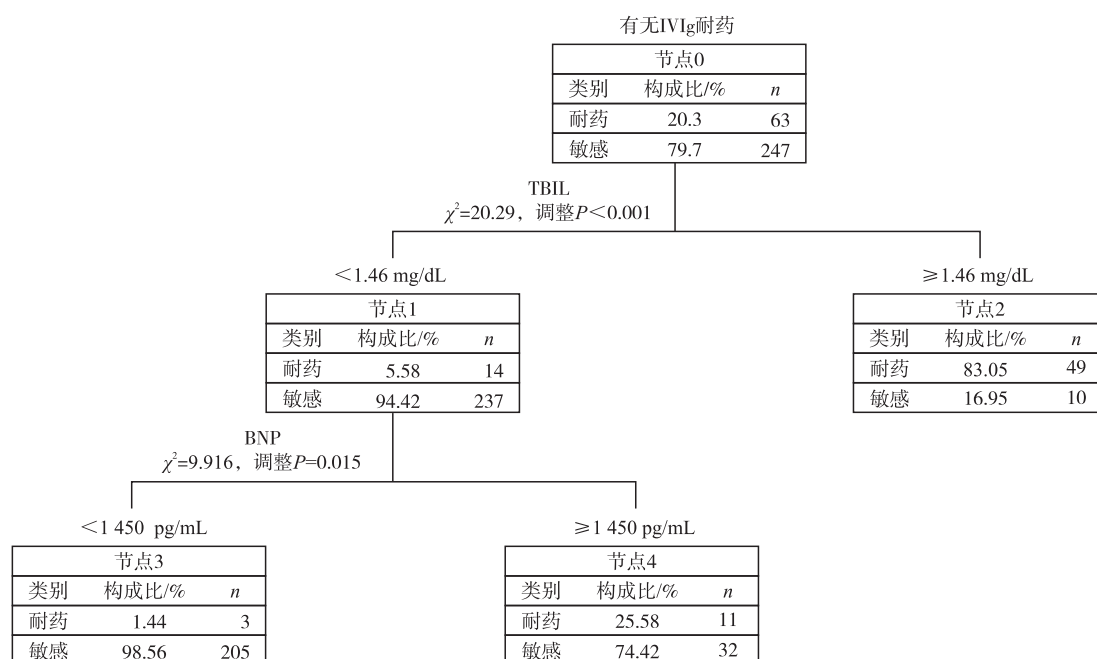 有无IVIg耐药
节点0
类别 构成比/% n
耐药 20.3 63
敏感 79.7 247
TBIL
χ²=20.29，调整P＜0.001
＜1.46 mg/dL
≥1.46 mg/dL
节点1
类别 构成比/% n
耐药 5.58 14
敏感 94.42 237
节点2
类别 构成比/% n
耐药 83.05 49
敏感 16.95 10
BNP
χ²=9.916，调整P=0.015
＜1 450 pg/mL
≥1 450 pg/mL
节点3
类别 构成比/% n
耐药 1.44 3
敏感 98.56 205
节点4
类别 构成比/% n
耐药 25.58 11
敏感 74.42 32